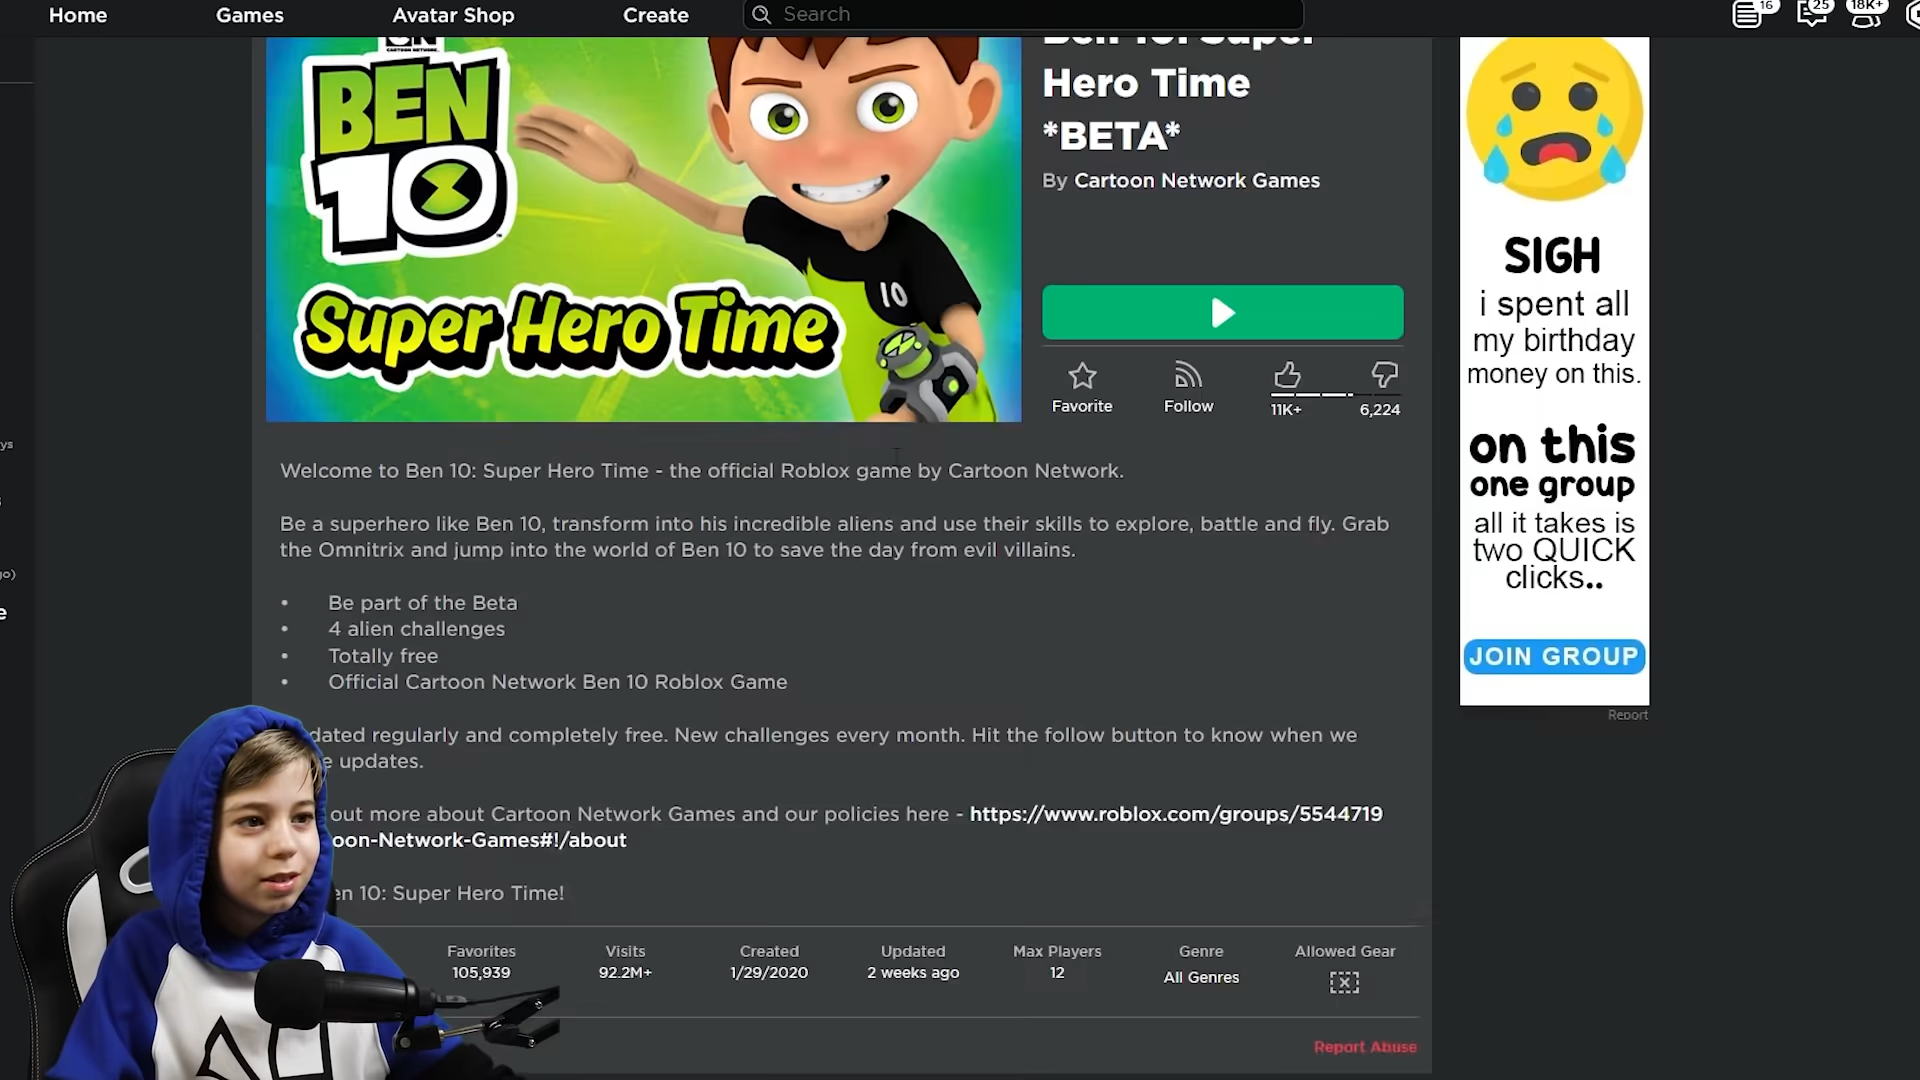 Home Games Avatar Shop Create Search 16 25 18K+
CARTOON NETWORK
BEN
10
10
Super Hero Time
Ben 10: Super
Hero Time
*BETA*
By Cartoon Network Games
Favorite Follow 11K+ 6,224
Welcome to Ben 10: Super Hero Time - the official Roblox game by Cartoon Network.
Be a superhero like Ben 10, transform into his incredible aliens and use their skills to explore, battle and fly. Grab
the Omnitrix and jump into the world of Ben 10 to save the day from evil villains.
• Be part of the Beta
• 4 alien challenges
• Totally free
• Official Cartoon Network Ben 10 Roblox Game
dated regularly and completely free. New challenges every month. Hit the follow button to know when we
e updates.
out more about Cartoon Network Games and our policies here - https://www.roblox.com/groups/5544719
oon-Network-Games#!/about
en 10: Super Hero Time!
Favorites Visits Created Updated Max Players Genre Allowed Gear
105,939 92.2M+ 1/29/2020 2 weeks ago 12 All Genres
Report Abuse
SIGH
i spent all
my birthday
money on this.
on this
one group
all it takes is
two QUICK
clicks..
JOIN GROUP
Report
ys
go)
e